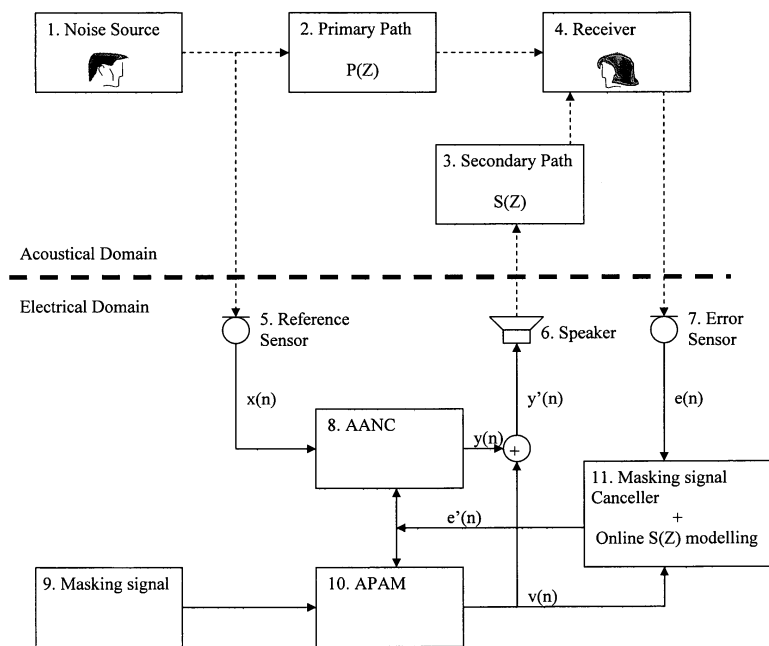 1. Noise Source
2. Primary Path
P(Z)
4. Receiver
3. Secondary Path
S(Z)
Acoustical Domain
Electrical Domain
5. Reference
Sensor
6. Speaker
7. Error
Sensor
x(n)
y'(n)
e(n)
8. AANC
y(n)
+
11. Masking signal
Canceller
+
Online S(Z) modelling
e'(n)
9. Masking signal
10. APAM
v(n)